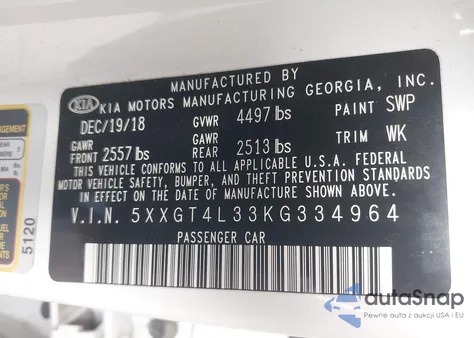 MANUFACTURED BY
KIA KIA MOTORS MANUFACTURING GEORGIA, INC.
DEC/19/18 GVWR 4497 lbs PAINT SWP
GAWR FRONT 2557 lbs GAWR REAR 2513 lbs TRIM WK
THIS VEHICLE CONFORMS TO ALL APPLICABLE U.S.A. FEDERAL
MOTOR VEHICLE SAFETY, BUMPER, AND THEFT PREVENTION STANDARDS
IN EFFECT ON THE DATE OF MANUFACTURE SHOWN ABOVE.
V.I.N. 5XXGT4L33KG334964
PASSENGER CAR
5120
autoSnap
Pewne auta z USA